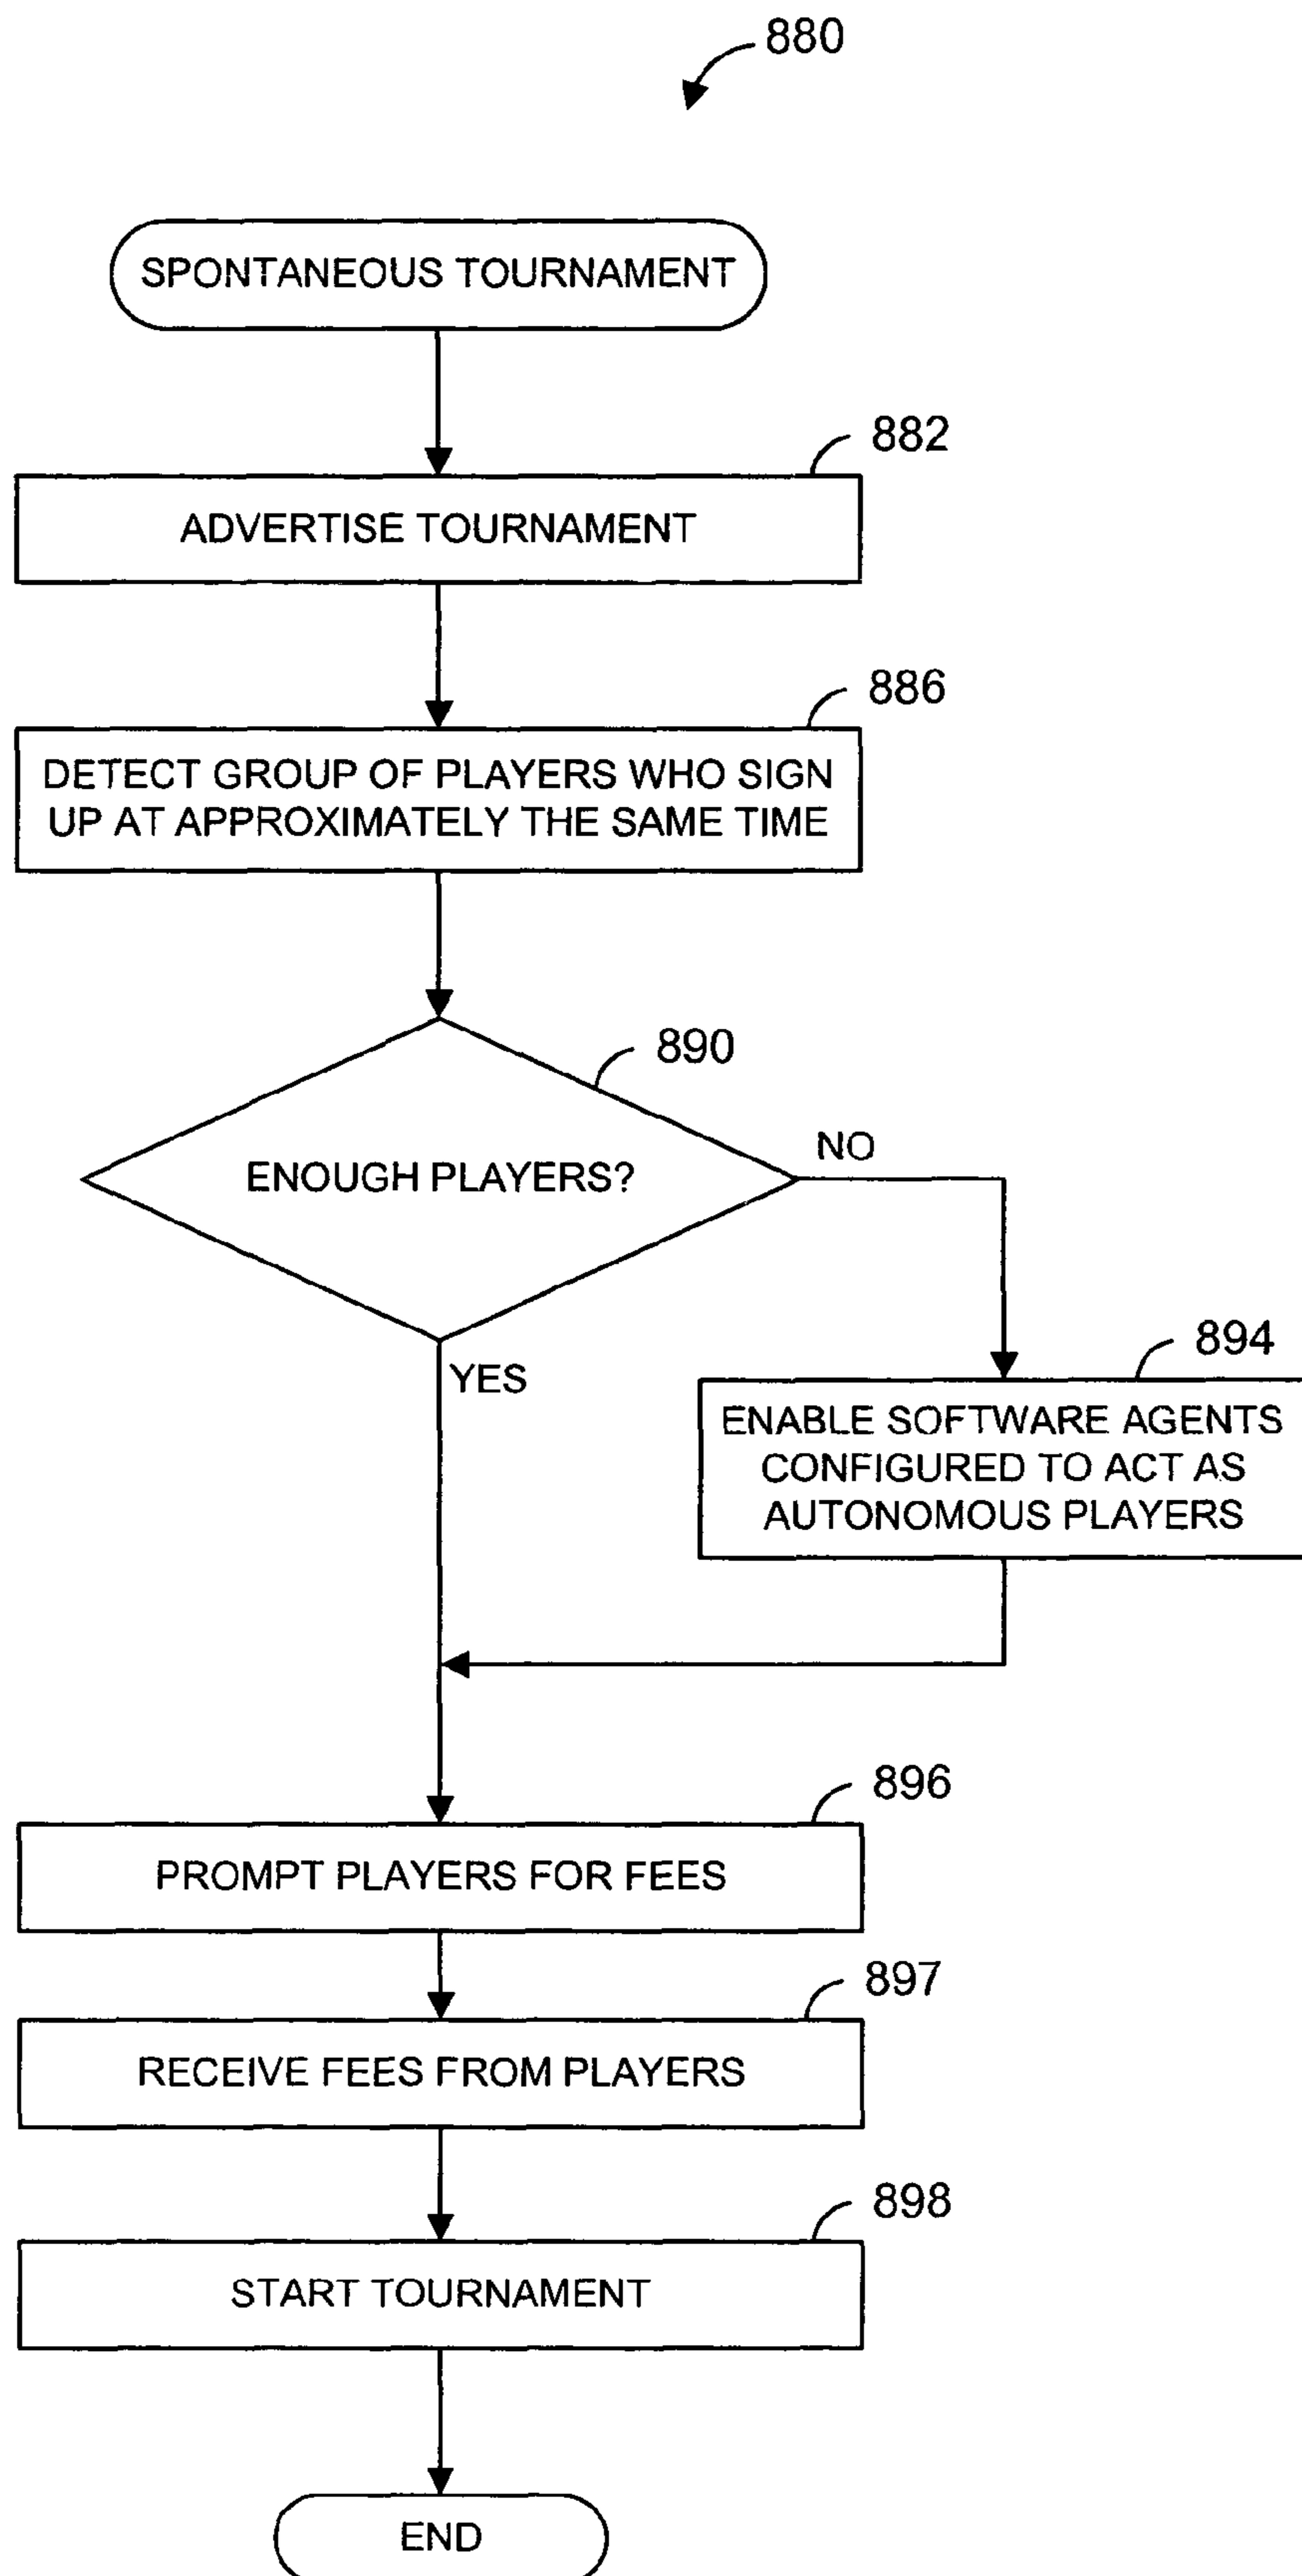 880
SPONTANEOUS TOURNAMENT
882
ADVERTISE TOURNAMENT
886
DETECT GROUP OF PLAYERS WHO SIGN
UP AT APPROXIMATELY THE SAME TIME
890
ENOUGH PLAYERS?
NO
YES
894
ENABLE SOFTWARE AGENTS
CONFIGURED TO ACT AS
AUTONOMOUS PLAYERS
896
PROMPT PLAYERS FOR FEES
897
RECEIVE FEES FROM PLAYERS
898
START TOURNAMENT
END